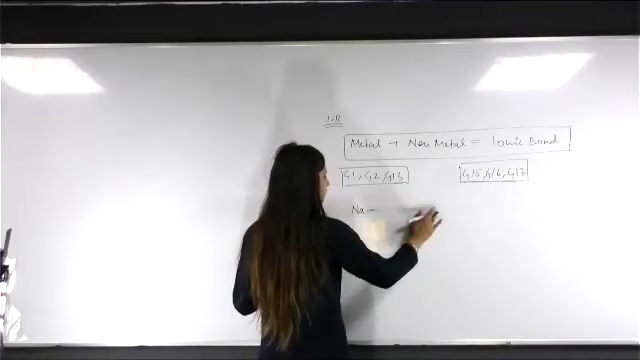 I.B
Metal + Non Metal = Ionic Bond
G1, G2, G13
G15, G16, G17
Na –